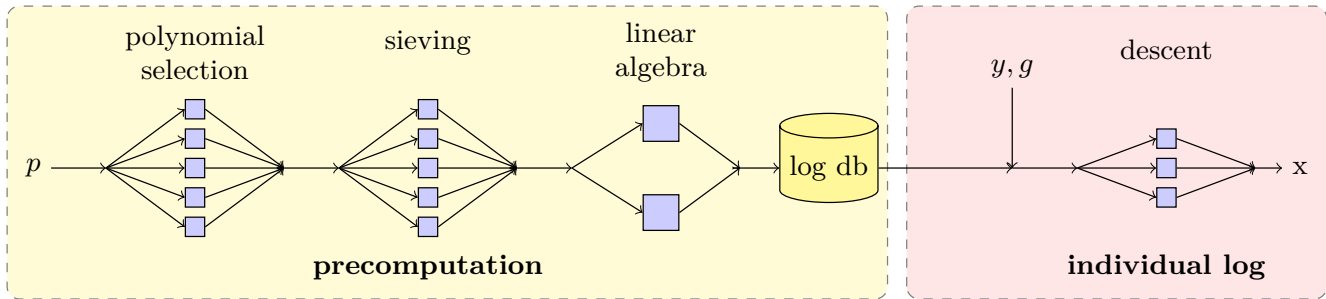 polynomial
selection
sieving
linear
algebra
p
log db
precomputation
y, g
descent
x
individual log